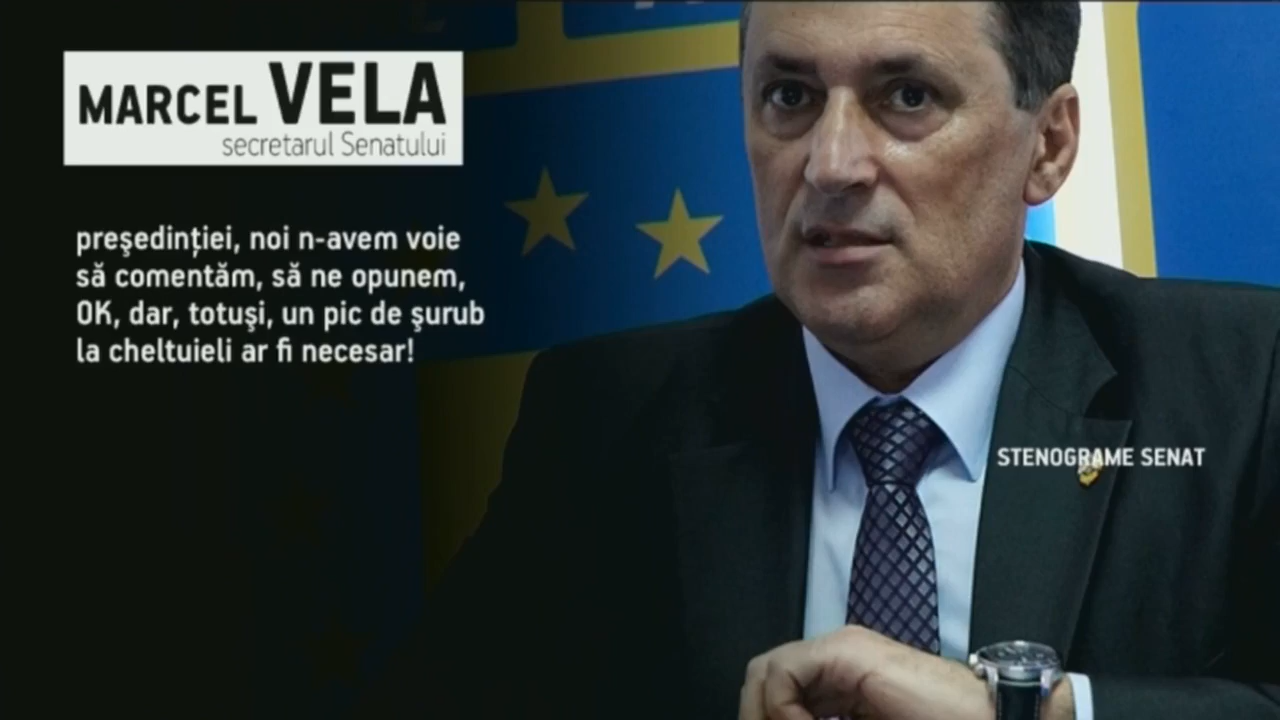 MARCEL VELA
secretarul Senatului
preşedinţiei, noi n-avem voie
să comentăm, să ne opunem,
OK, dar, totuşi, un pic de şurub
la cheltuieli ar fi necesar!
STENOGRAME SENAT